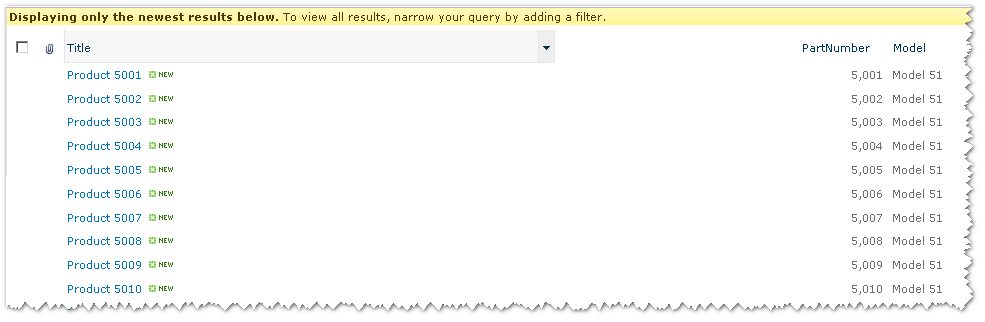 Displaying only the newest results below. To view all results, narrow your query by adding a filter.
Title PartNumber Model
Product 5001 NEW 5,001 Model 51
Product 5002 NEW 5,002 Model 51
Product 5003 NEW 5,003 Model 51
Product 5004 NEW 5,004 Model 51
Product 5005 NEW 5,005 Model 51
Product 5006 NEW 5,006 Model 51
Product 5007 NEW 5,007 Model 51
Product 5008 NEW 5,008 Model 51
Product 5009 NEW 5,009 Model 51
Product 5010 NEW 5,010 Model 51